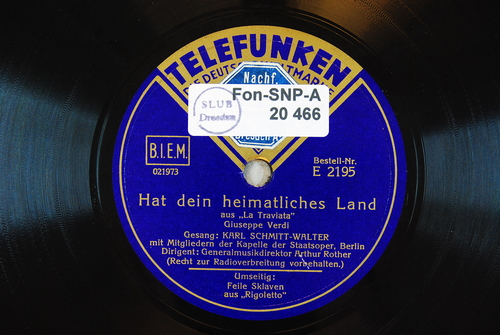 TELEFUNKEN
DIE DEUTSCHE WELTMARKE
Nachf.
Fon-SNP-A
20 466
SLUB
Dresden
Dresden-A
B.I.E.M.
021973
Bestell-Nr.
E 2195
Hat dein heimatliches Land
aus „La Traviata"
Giuseppe Verdi
Gesang: KARL SCHMITT-WALTER
mit Mitgliedern der Kapelle der Staatsoper, Berlin
Dirigent: Generalmusikdirektor Arthur Rother
(Recht zur Radioverbreitung vorbehalten.)
Umseitig:
Feile Sklaven
aus „Rigoletto"